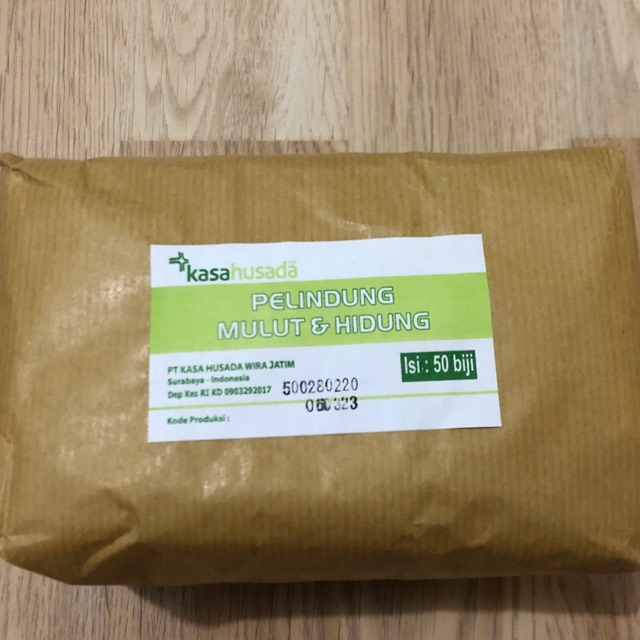 kasahusada
PELINDUNG
MULUT & HIDUNG
PT KASA HUSADA WIRA JATIM
Surabaya - Indonesia
Dep Kes RI KD 0903292017
Isi : 50 biji
500280220
Kode Produksi :